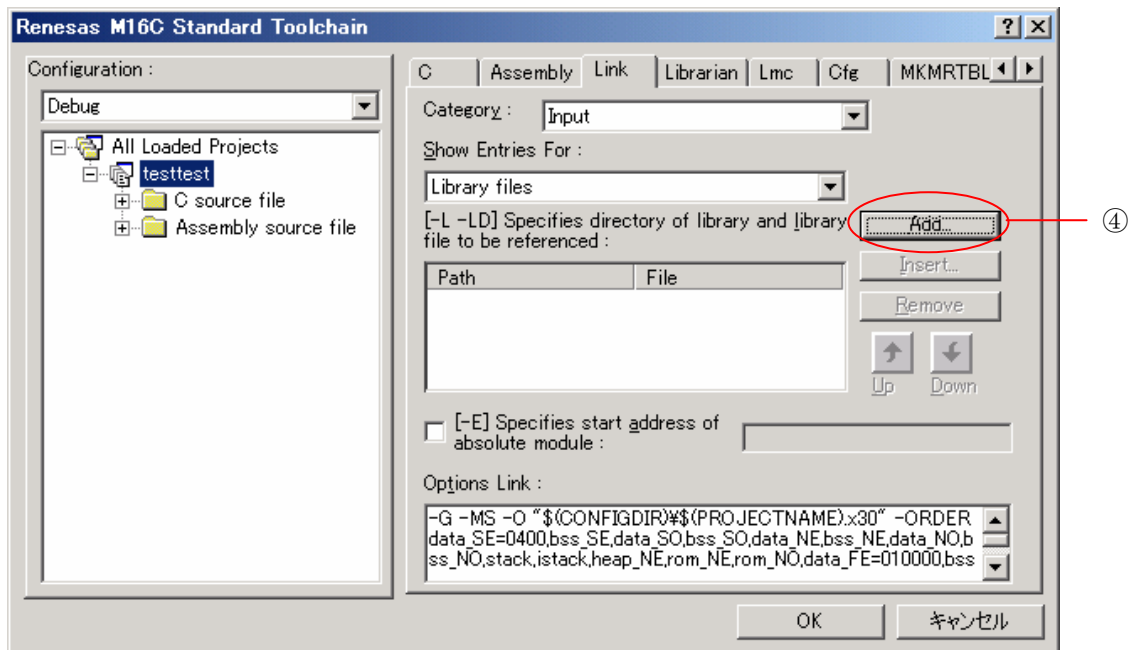 Renesas M16C Standard Toolchain
Configuration :
Debug
All Loaded Projects
testtest
C source file
Assembly source file
C Assembly Link Librarian Lmc Cfg MKMRTBL
Category : Input
Show Entries For :
Library files
[-L -LD] Specifies directory of library and library
file to be referenced :
Add...
④
Path File
Insert...
Remove
Up Down
[-E] Specifies start address of
absolute module :
Options Link :
-G -MS -O "$(CONFIGDIR)¥$(PROJECTNAME).x30" -ORDER
data_SE=0400,bss_SE,data_SO,bss_SO,data_NE,bss_NE,data_NO,b
ss_NO,stack,istack,heap_NE,rom_NE,rom_NO,data_FE=010000,bss
OK キャンセル